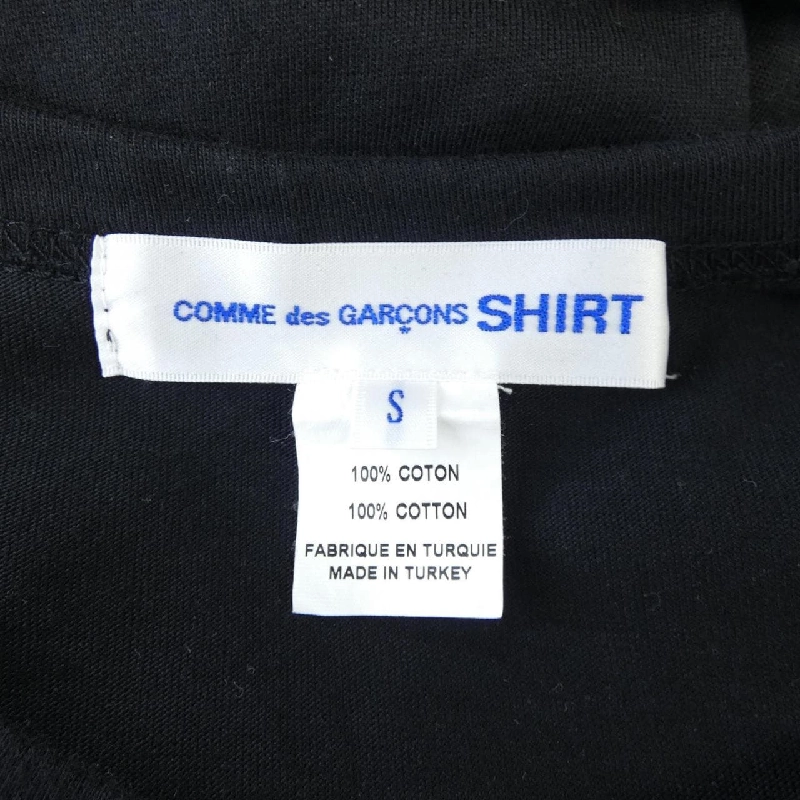 COMME des GARÇONS SHIRT
S
100% COTON
100% COTTON
FABRIQUE EN TURQUIE
MADE IN TURKEY